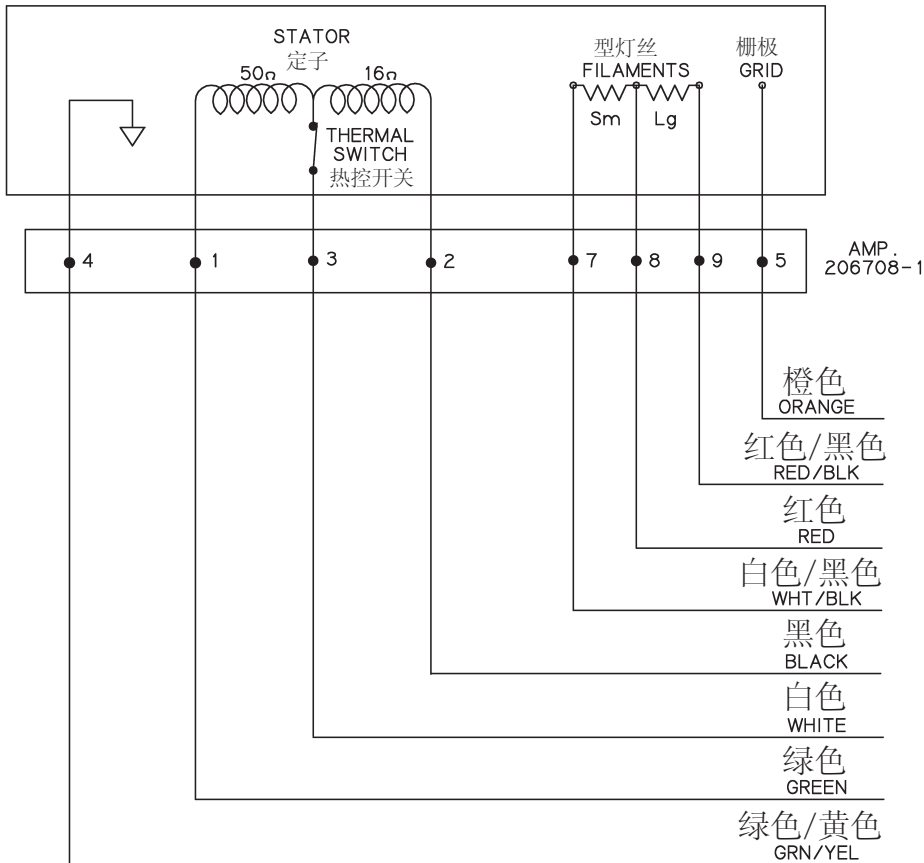 STATOR
定子
50Ω
16Ω
型灯丝
FILAMENTS
Sm
Lg
栅极
GRID
THERMAL
SWITCH
热控开关
4
1
3
2
7
8
9
5
AMP.
206708-1
橙色
ORANGE
红色/黑色
RED/BLK
红色
RED
白色/黑色
WHT/BLK
黑色
BLACK
白色
WHITE
绿色
GREEN
绿色/黄色
GRN/YEL